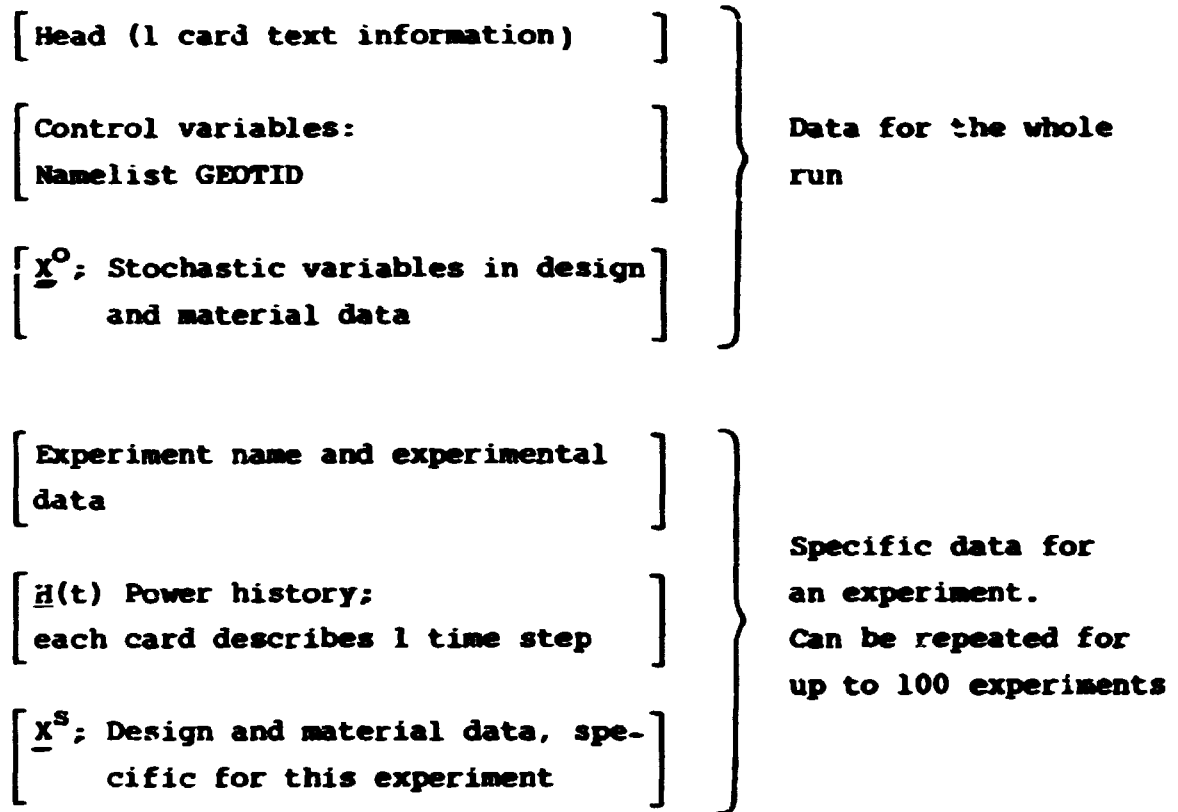 Head (1 card text information)
Control variables:
Namelist GEOTID
X^O; Stochastic variables in design
and material data
Data for the whole
run
Experiment name and experimental
data
H(t) Power history;
each card describes 1 time step
X^S; Design and material data, spe-
cific for this experiment
Specific data for
an experiment.
Can be repeated for
up to 100 experiments